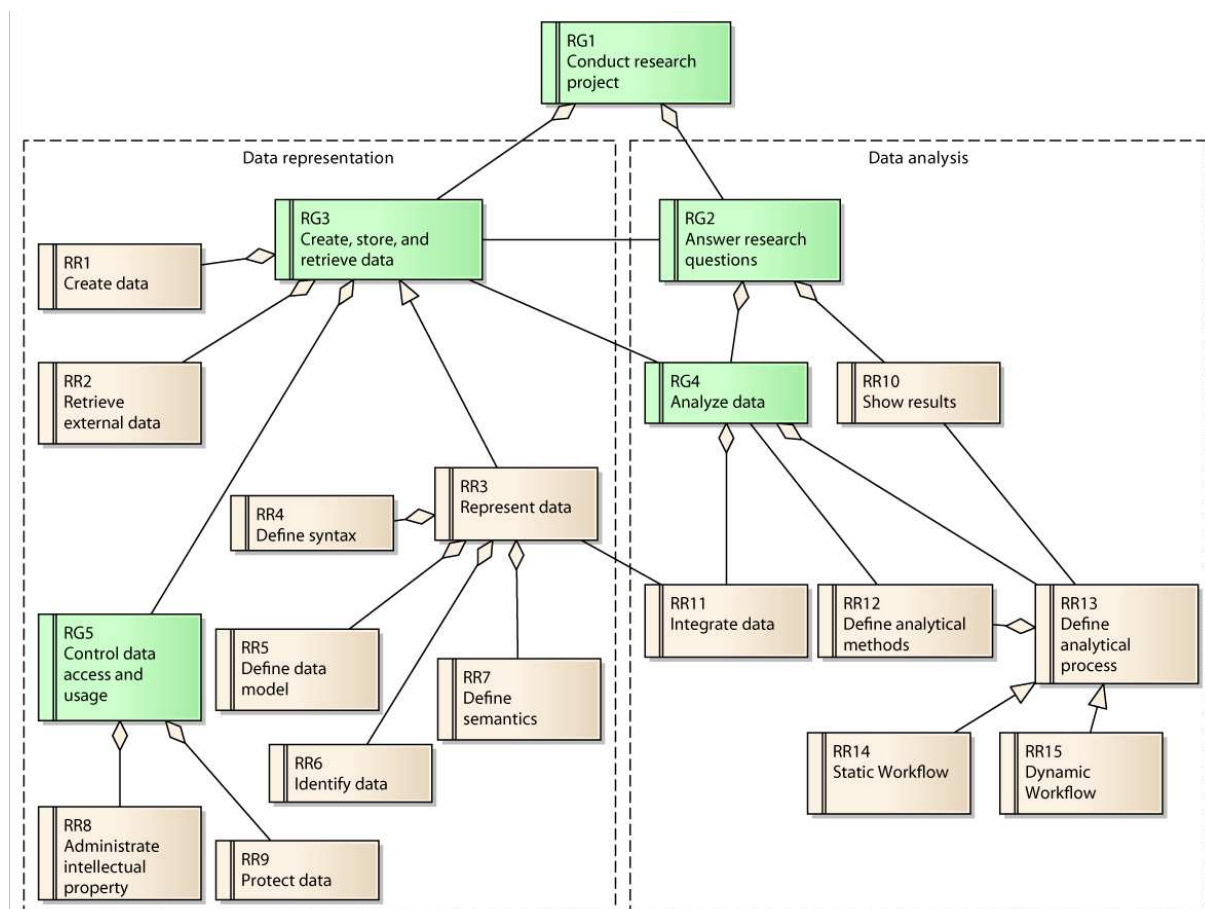 RG1
Conduct research
project
Data representation
Data analysis
RG3
Create, store, and
retrieve data
RG2
Answer research
questions
RR1
Create data
RR2
Retrieve
external data
RG4
Analyze data
RR10
Show results
RR3
Represent data
RR4
Define syntax
RG5
Control data
access and
usage
RR5
Define data
model
RR7
Define
semantics
RR11
Integrate data
RR12
Define analytical
methods
RR13
Define
analytical
process
RR6
Identify data
RR14
Static Workflow
RR15
Dynamic
Workflow
RR8
Administrate
intellectual
property
RR9
Protect data